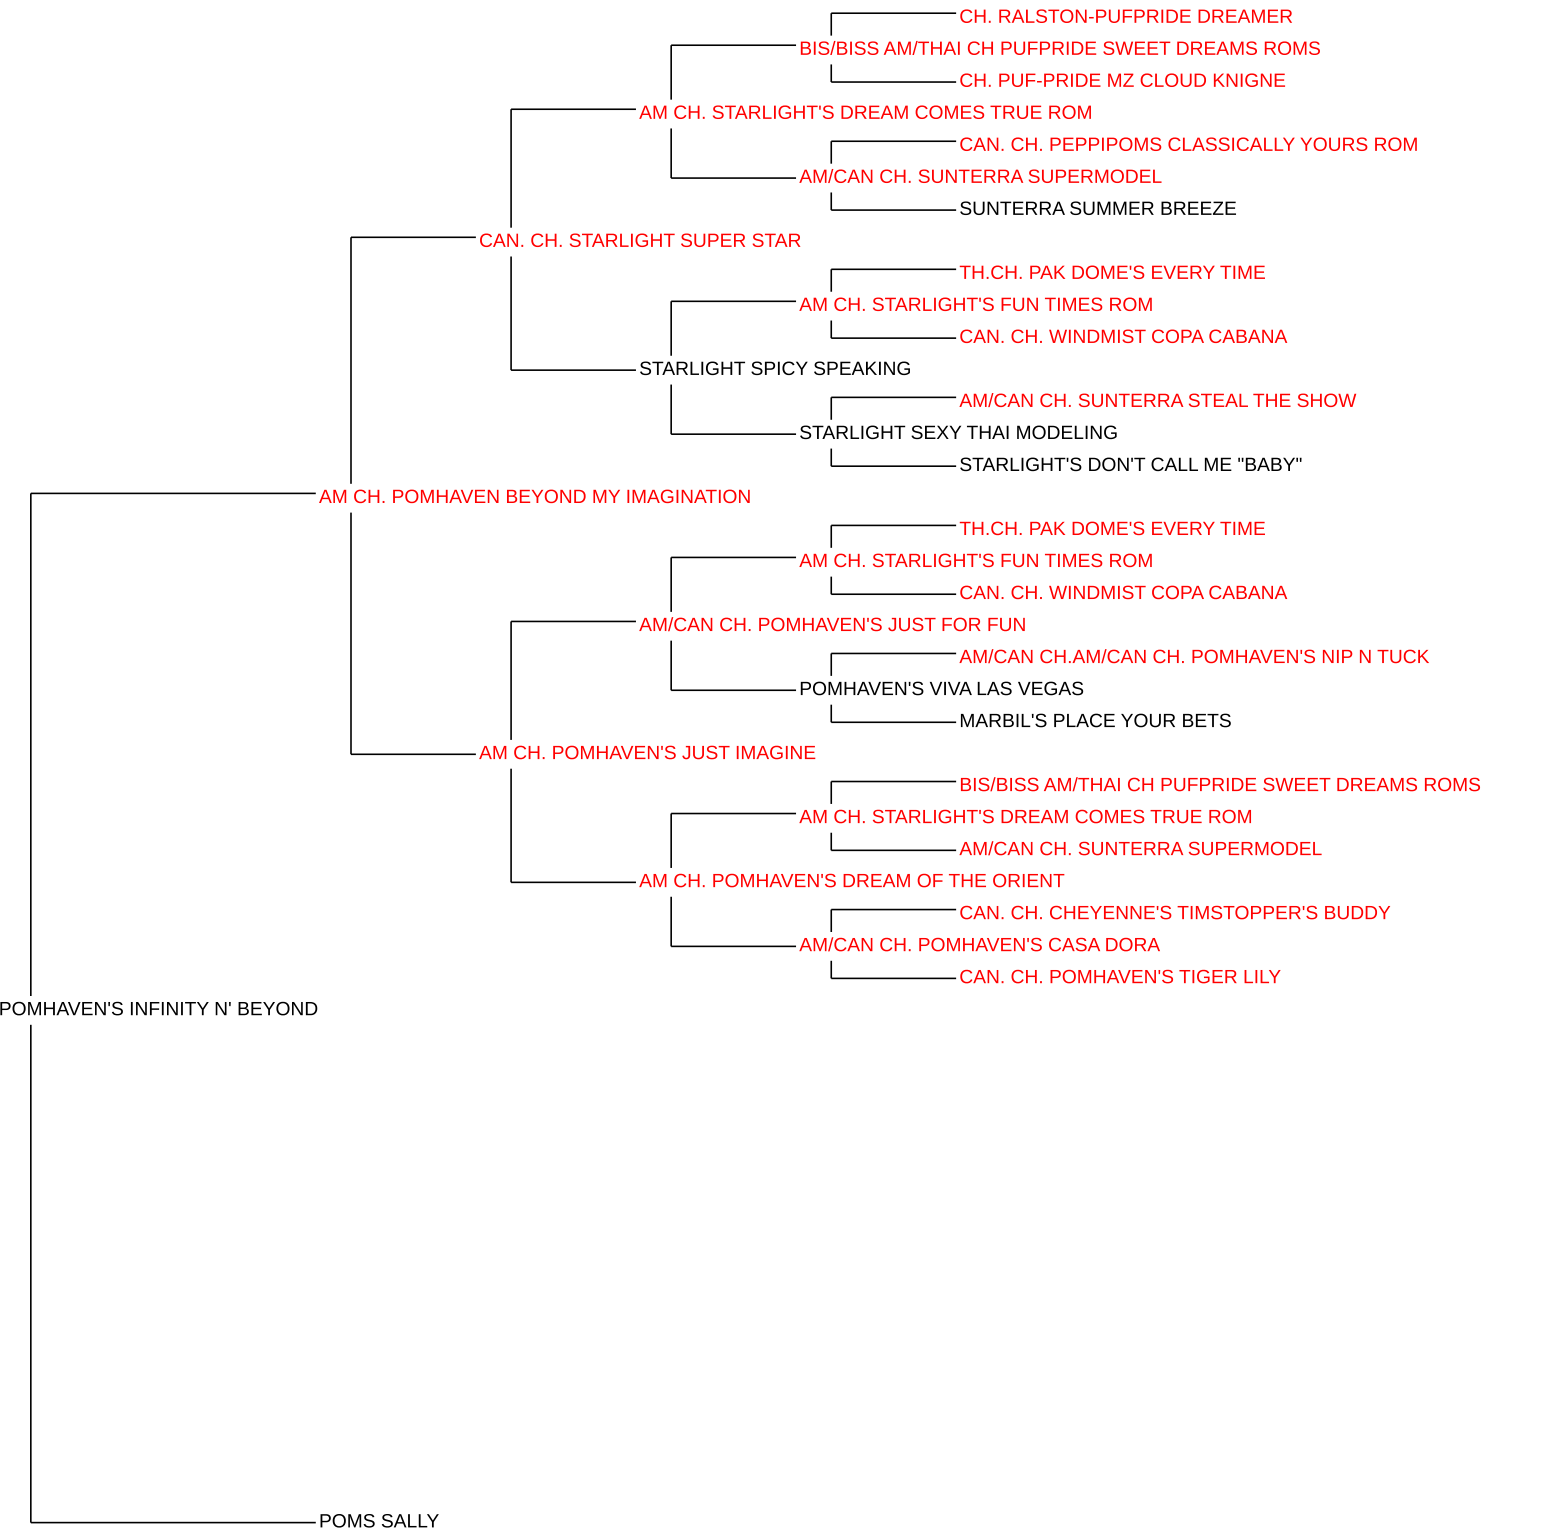 CH. RALSTON-PUFPRIDE DREAMER
BIS/BISS AM/THAI CH PUFPRIDE SWEET DREAMS ROMS
CH. PUF-PRIDE MZ CLOUD KNIGNE
AM CH. STARLIGHT'S DREAM COMES TRUE ROM
CAN. CH. PEPPIPOMS CLASSICALLY YOURS ROM
AM/CAN CH. SUNTERRA SUPERMODEL
SUNTERRA SUMMER BREEZE
CAN. CH. STARLIGHT SUPER STAR
TH.CH. PAK DOME'S EVERY TIME
AM CH. STARLIGHT'S FUN TIMES ROM
CAN. CH. WINDMIST COPA CABANA
STARLIGHT SPICY SPEAKING
AM/CAN CH. SUNTERRA STEAL THE SHOW
STARLIGHT SEXY THAI MODELING
STARLIGHT'S DON'T CALL ME "BABY"
AM CH. POMHAVEN BEYOND MY IMAGINATION
TH.CH. PAK DOME'S EVERY TIME
AM CH. STARLIGHT'S FUN TIMES ROM
CAN. CH. WINDMIST COPA CABANA
AM/CAN CH. POMHAVEN'S JUST FOR FUN
AM/CAN CH.AM/CAN CH. POMHAVEN'S NIP N TUCK
POMHAVEN'S VIVA LAS VEGAS
MARBIL'S PLACE YOUR BETS
AM CH. POMHAVEN'S JUST IMAGINE
BIS/BISS AM/THAI CH PUFPRIDE SWEET DREAMS ROMS
AM CH. STARLIGHT'S DREAM COMES TRUE ROM
AM/CAN CH. SUNTERRA SUPERMODEL
AM CH. POMHAVEN'S DREAM OF THE ORIENT
CAN. CH. CHEYENNE'S TIMSTOPPER'S BUDDY
AM/CAN CH. POMHAVEN'S CASA DORA
CAN. CH. POMHAVEN'S TIGER LILY
POMHAVEN'S INFINITY N' BEYOND
POMS SALLY